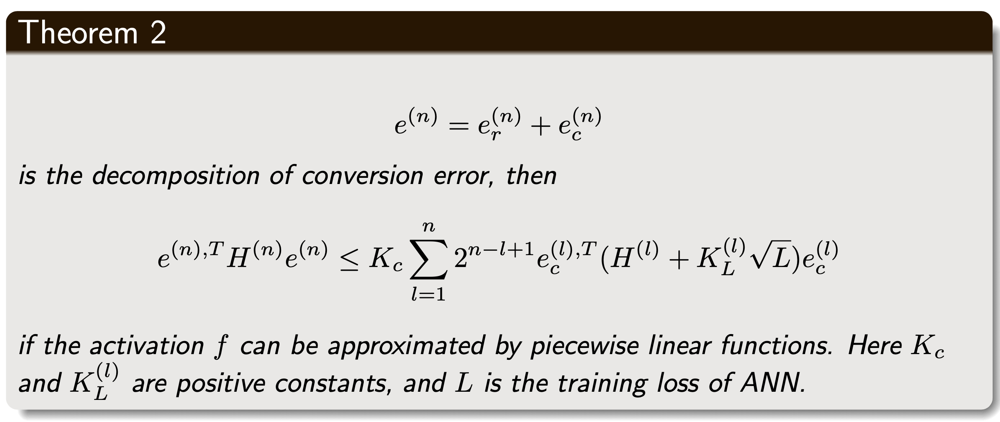 Theorem 2
e^{(n)} = e_r^{(n)} + e_c^{(n)}
is the decomposition of conversion error, then
e^{(n),T} H^{(n)} e^{(n)} ≤ K_c \sum_{l=1}^{n} 2^{n-l+1} e_c^{(l),T} (H^{(l)} + K_L^{(l)} \sqrt{L}) e_c^{(l)}
if the activation f can be approximated by piecewise linear functions. Here K_c
and K_L^{(l)} are positive constants, and L is the training loss of ANN.